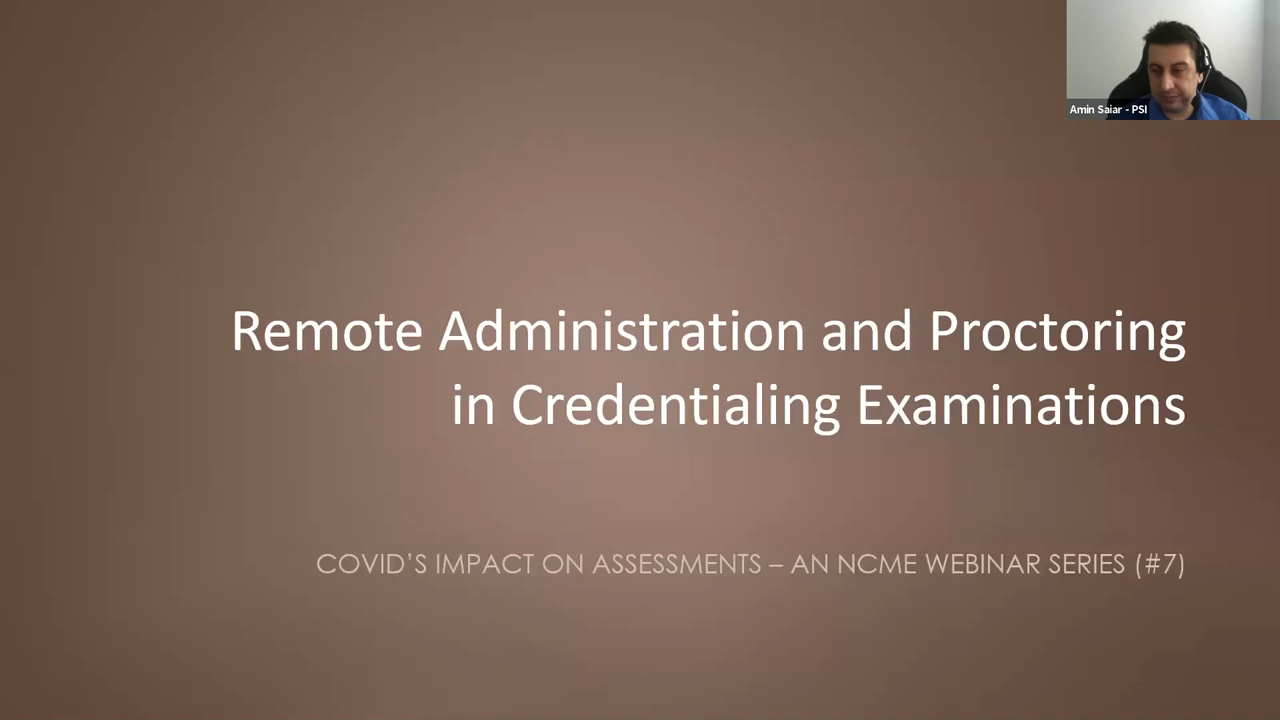 Amin Saiar - PSI
Remote Administration and Proctoring
in Credentialing Examinations
COVID’S IMPACT ON ASSESSMENTS – AN NCME WEBINAR SERIES (#7)